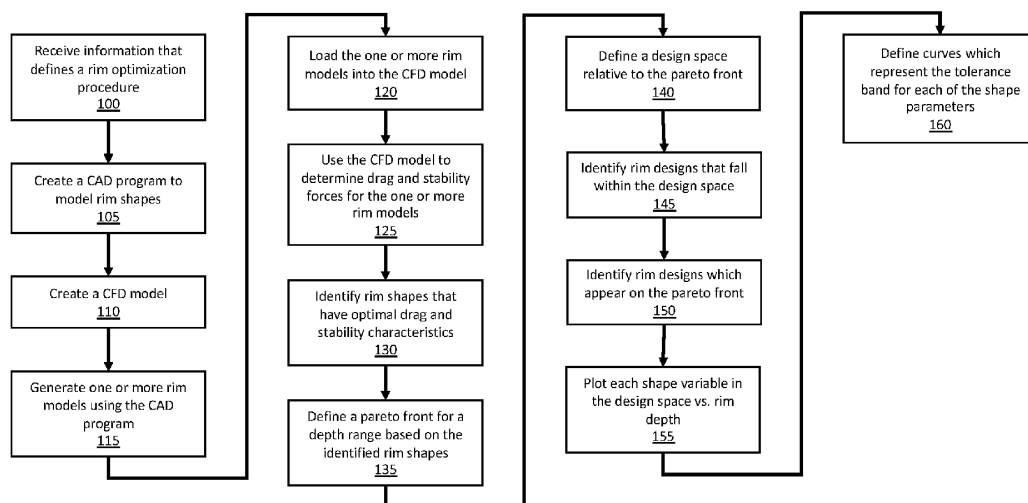 Receive information that
defines a rim optimization
procedure
100
Create a CAD program to
model rim shapes
105
Create a CFD model
110
Generate one or more rim
models using the CAD
program
115
Load the one or more rim
models into the CFD model
120
Use the CFD model to
determine drag and stability
forces for the one or more
rim models
125
Identify rim shapes that
have optimal drag and
stability characteristics
130
Define a pareto front for a
depth range based on the
identified rim shapes
135
Define a design space
relative to the pareto front
140
Identify rim designs that fall
within the design space
145
Identify rim designs which
appear on the pareto front
150
Plot each shape variable in
the design space vs. rim
depth
155
Define curves which
represent the tolerance
band for each of the shape
parameters
160